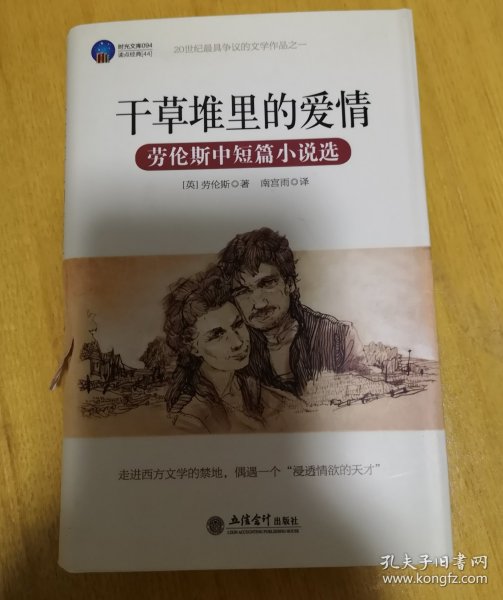 时光文库094
读点经典[44]
20世纪最具争议的文学作品之一
干草堆里的爱情
劳伦斯中短篇小说选
[英]劳伦斯◎著 南宫雨◎译
走进西方文学的禁地，偶遇一个“浸透情欲的天才”
立信会计出版社
LIXIN ACCOUNTING PUBLISHING HOUSE
孔夫子旧书网
www.kongfz.com